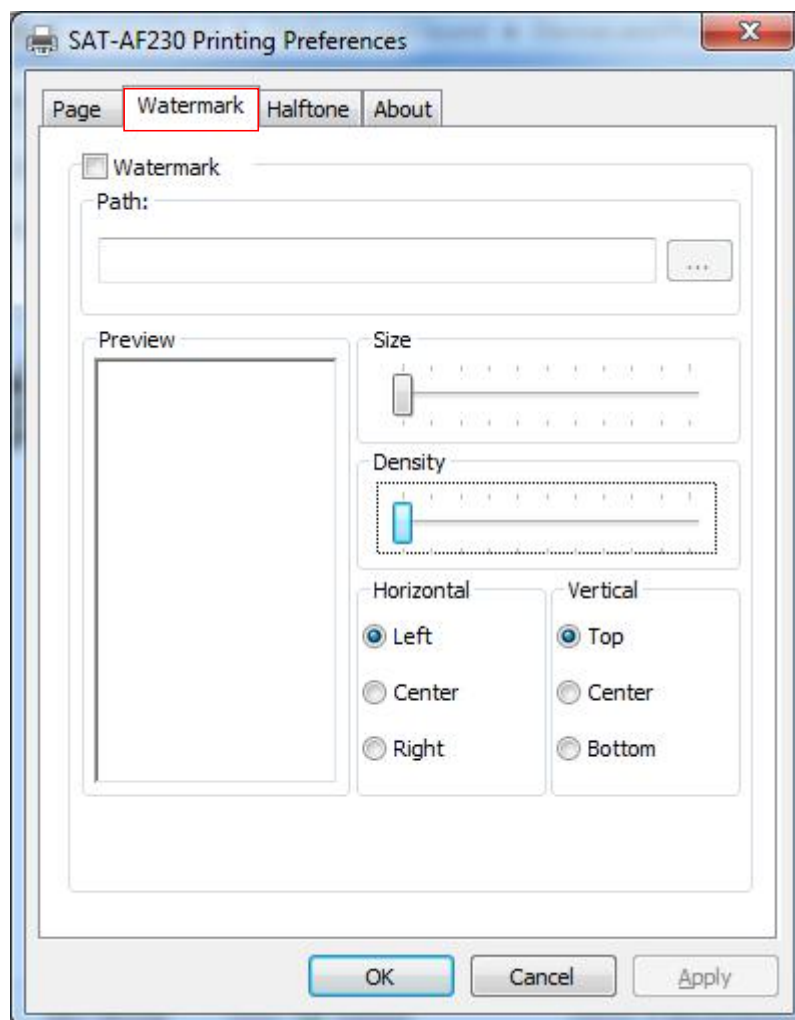 SAT-AF230 Printing Preferences
Page Watermark Halftone About
Watermark
Path:
...
Preview
Size
Density
Horizontal Vertical
Left Top
Center Center
Right Bottom
OK Cancel Apply